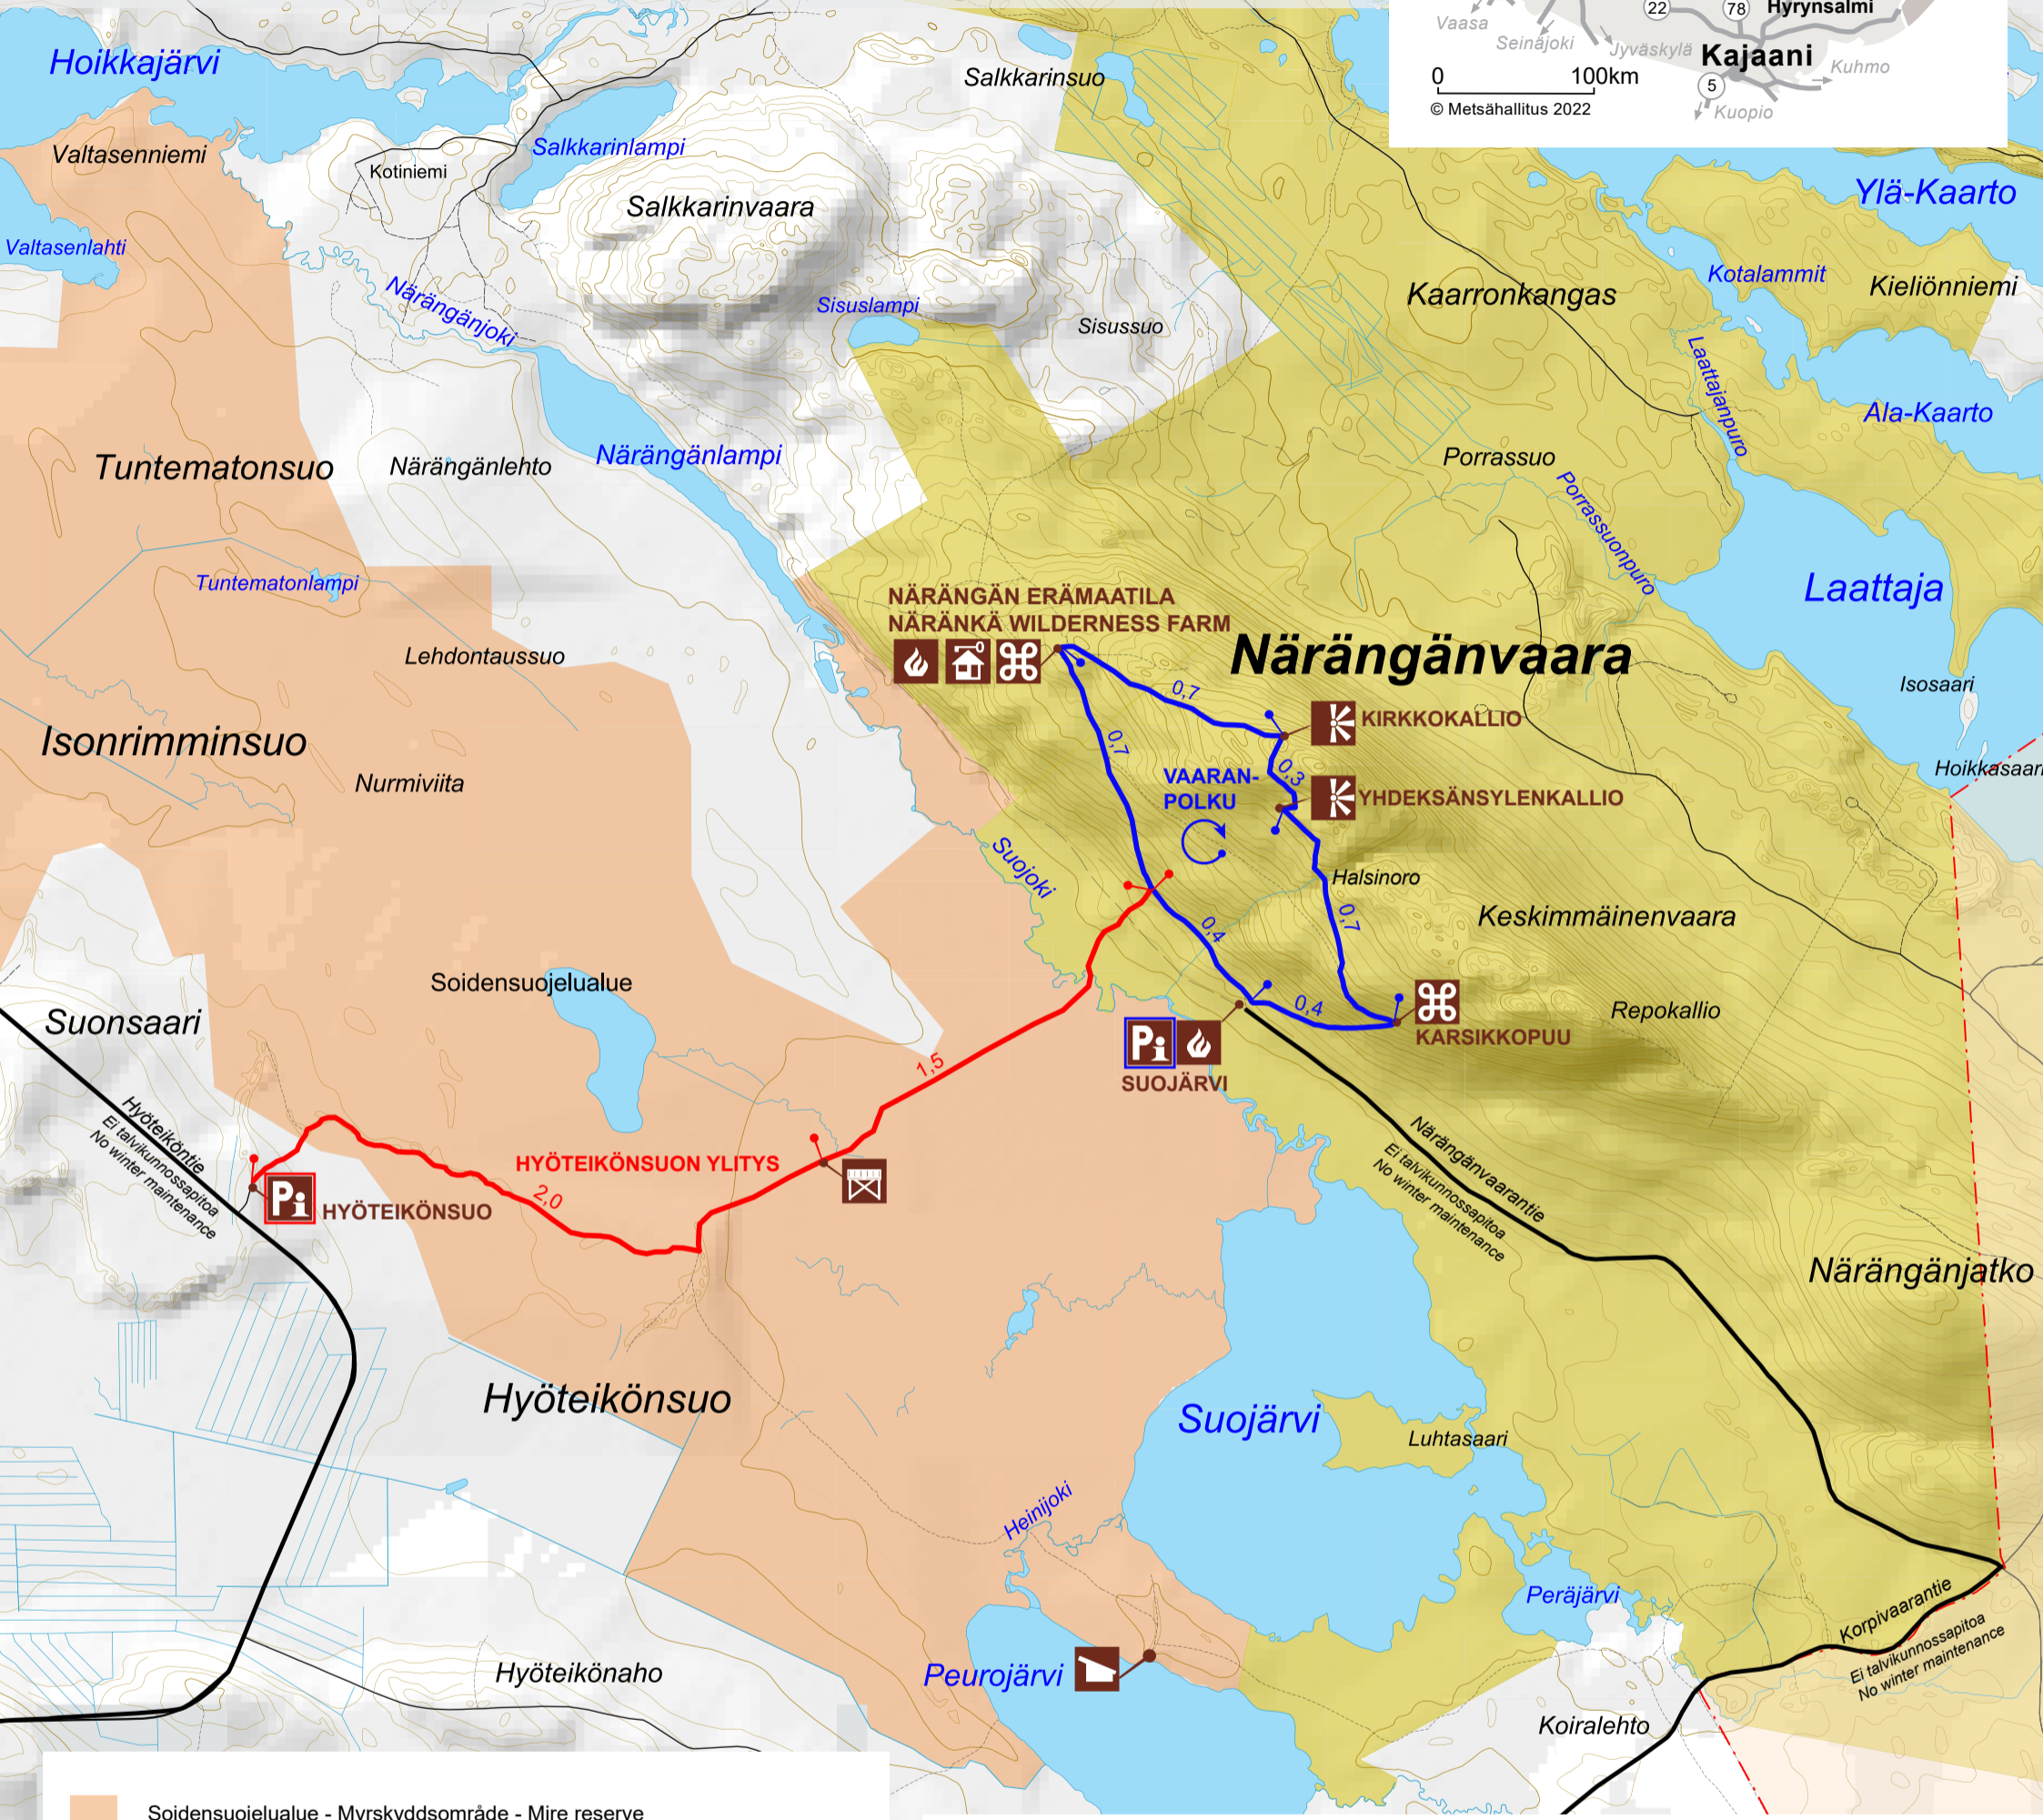 Vaasa
Seinäjoki
Jyväskylä
22
78
Hyrynsalmi
Kajaani
Kuhmo
5
Kuopio
0
100km
© Metsähallitus 2022
Hoikkajärvi
Salkkarinsuo
Valtasenniemi
Kotiniemi
Salkkarinlampi
Salkkarinvaara
Ylä-Kaarto
Valtasenlahti
Närängänjoki
Sisuslampi
Sisussuo
Kaarronkangas
Kotalammit
Kieliönniemi
Laattajanpuro
Ala-Kaarto
Tuntematonsuo
Närängänlehto
Närängänlampi
Porrassuo
Porrassuonpuro
Tuntematonlampi
Laattaja
NÄRÄNGÄN ERÄMAATILA
NÄRÄNKÄ WILDERNESS FARM
Närängänvaara
Lehdontaussuo
Isosaari
0,7
KIRKKOKALLIO
Isonrimminsuo
0,7
Nurmiviita
VAARAN-
POLKU
0,3
YHDEKSÄNSYLENKALLIO
Hoikkasaari
Suojoki
Halsinoro
0,7
Keskimmäinenvaara
0,4
Soidensuojelualue
Suonsaari
0,4
KARSIKKOPUU
Repokallio
Pi
SUOJÄRVI
1,5
Hyöteiköntie
Ei talvikunnossapitoa
No winter maintenance
HYÖTEIKÖNSUON YLITYS
2,0
Pi
HYÖTEIKÖNSUO
Närängänvaarantie
Ei talvikunnossapitoa
No winter maintenance
Närängänjatko
Hyöteikönsuo
Suojärvi
Luhtasaari
Heinijoki
Peräjärvi
Korpivaarantie
Ei talvikunnossapitoa
No winter maintenance
Hyöteikönaho
Peurojärvi
Koiralehto
Soidensuojelualue - Myrskyddsområde - Mire reserve